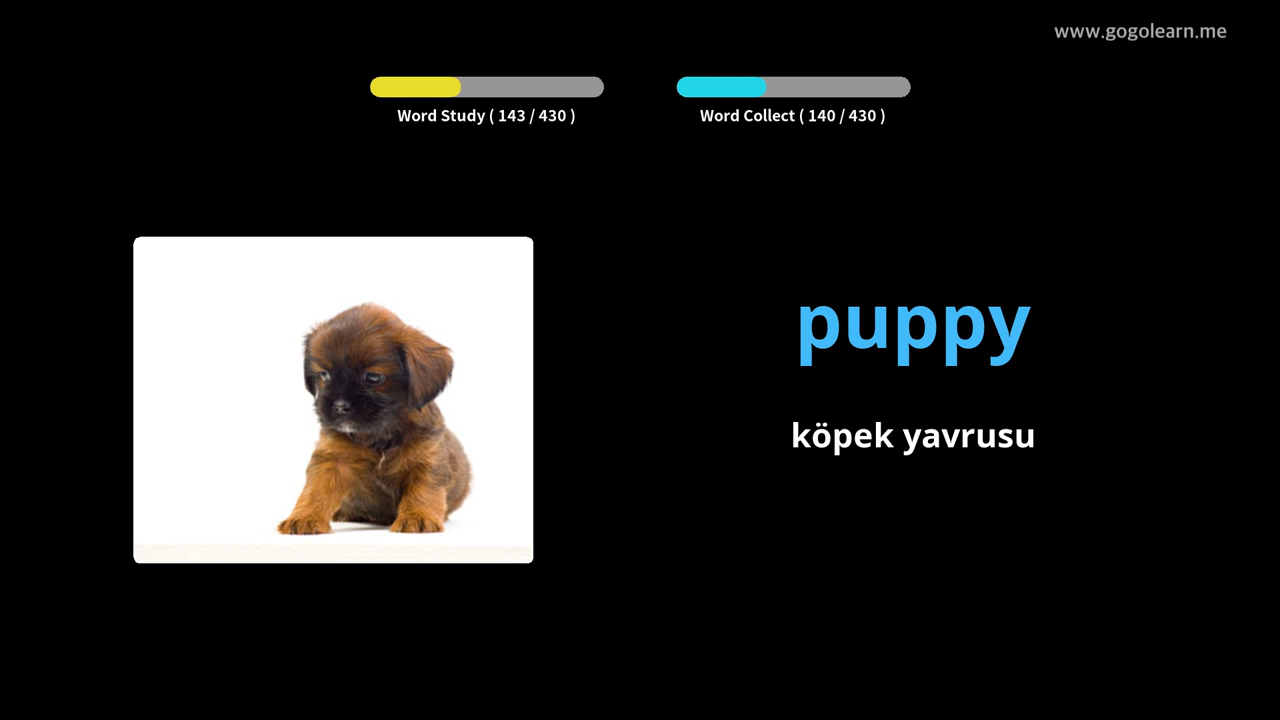 www.gogolearn.me
Word Study ( 143 / 430 )
Word Collect ( 140 / 430 )
puppy
köpek yavrusu